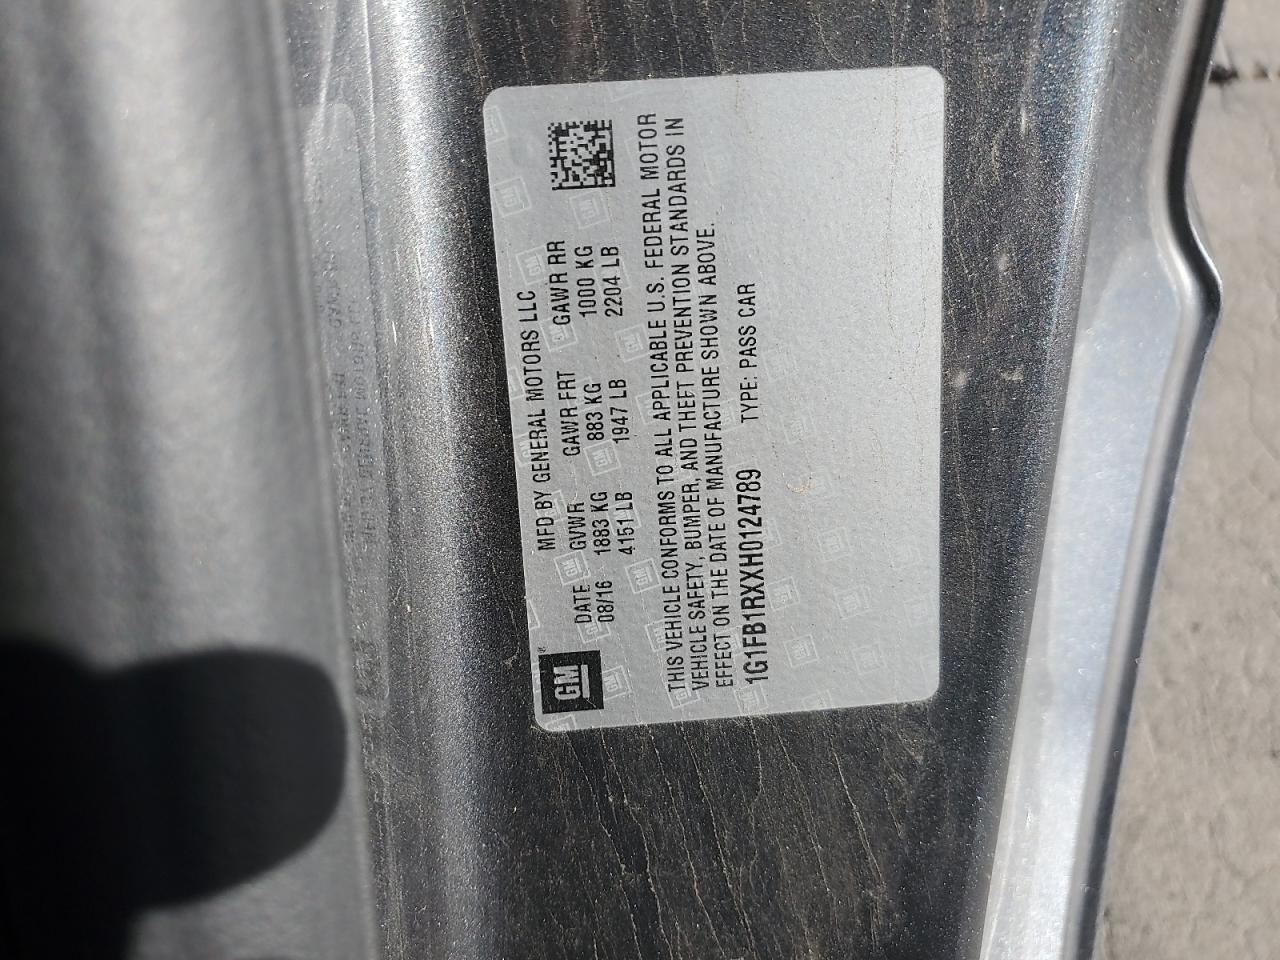 MFD BY GENERAL MOTORS LLC
DATE GVWR GAWR FRT GAWR RR
08/16 1883 KG 883 KG 1000 KG
4151 LB 1947 LB 2204 LB
GM®
THIS VEHICLE CONFORMS TO ALL APPLICABLE U.S. FEDERAL MOTOR
VEHICLE SAFETY, BUMPER, AND THEFT PREVENTION STANDARDS IN
EFFECT ON THE DATE OF MANUFACTURE SHOWN ABOVE.
1G1FB1RXXH0124789 TYPE: PASS CAR